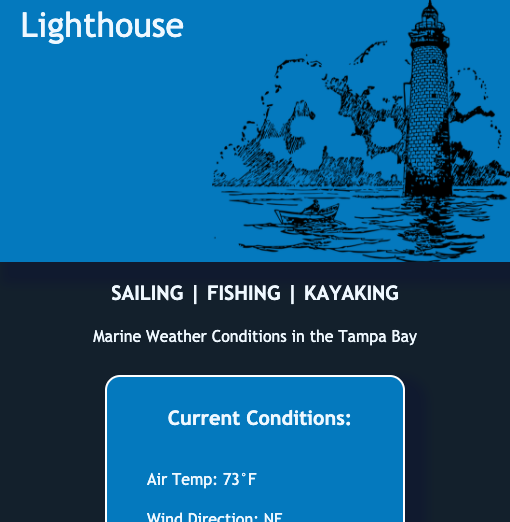 Lighthouse
SAILING | FISHING | KAYAKING
Marine Weather Conditions in the Tampa Bay
Current Conditions:
Air Temp: 73°F
Wind Direction: NE